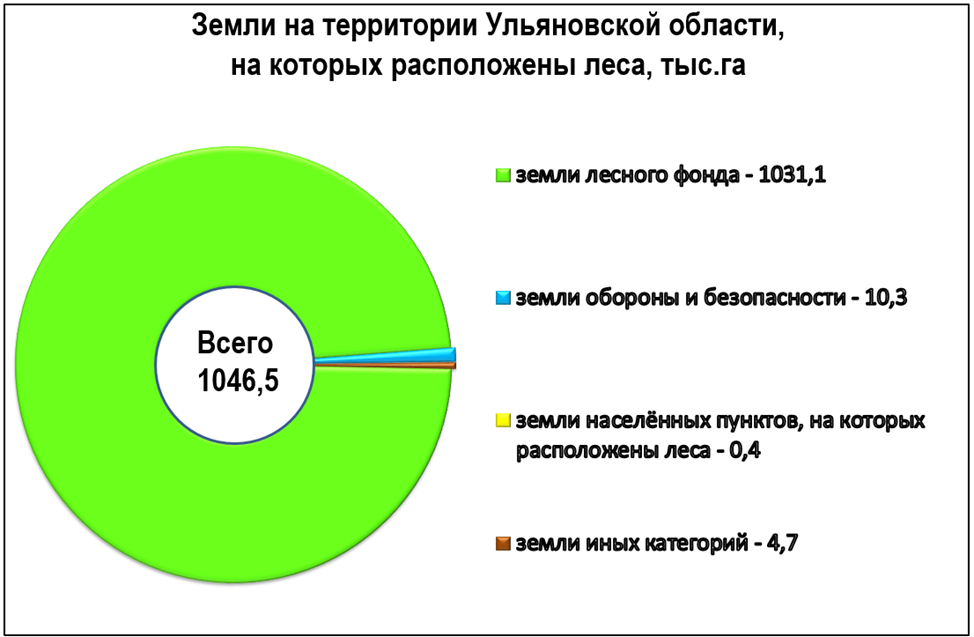 Земли на территории Ульяновской области,
на которых расположены леса, тыс.га
земли лесного фонда - 1031,1
земли обороны и безопасности - 10,3
Всего
1046,5
земли населённых пунктов, на которых
расположены леса - 0,4
земли иных категорий - 4,7